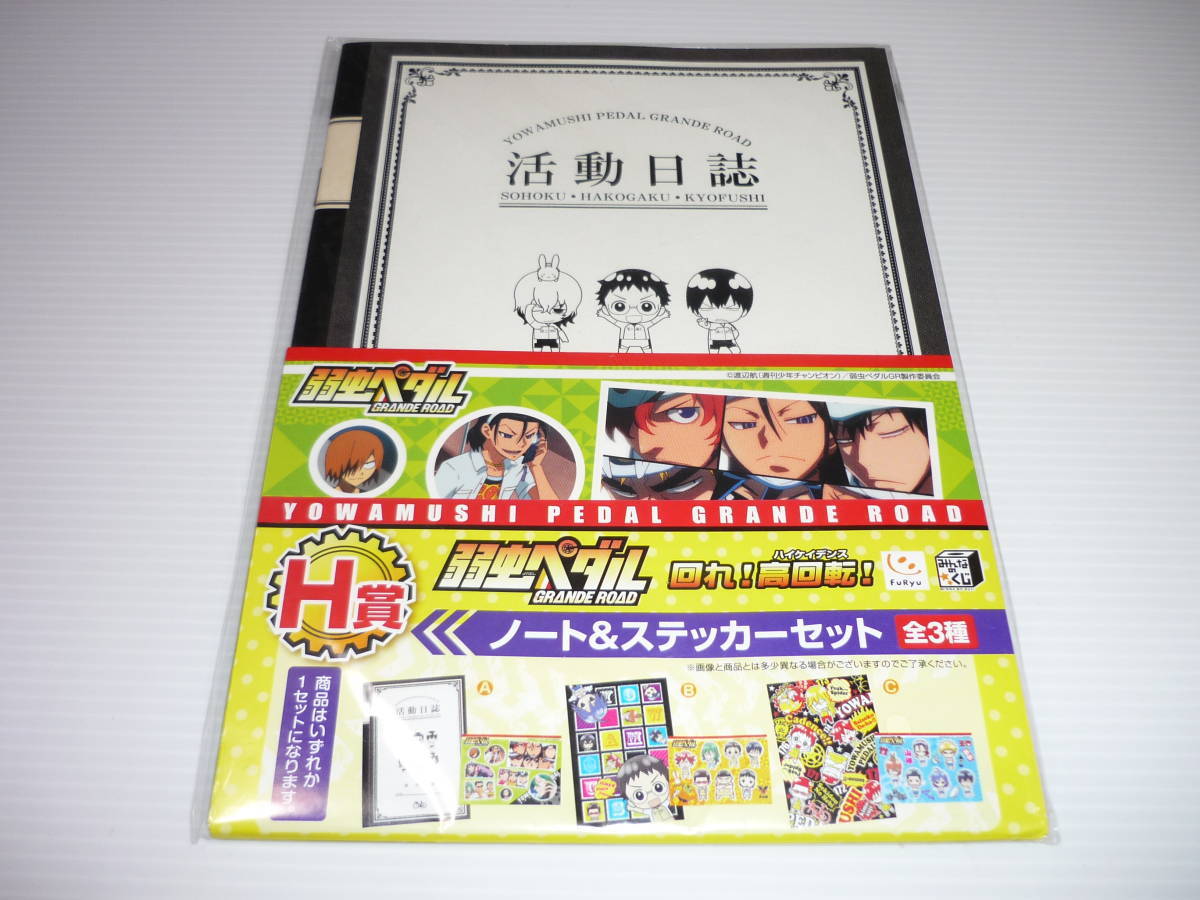 YOWAMUSHI PEDAL GRANDE ROAD
活動日誌
SOHOKU・HAKOGAKU・KYOFUSHI
©渡辺航(週刊少年チャンピオン)/弱虫ペダルGR製作委員会
弱虫ペダル
GRANDE ROAD
YOWAMUSHI PEDAL GRANDE ROAD
H賞
弱虫ペダル
GRANDE ROAD
ハイケイデンス
回れ!高回転!
FuRyu
みんなのくじ
ノート&ステッカーセット
全3種
※画像と商品とは多少異なる場合がございますのでご了承ください。
商品はいずれか
1セットになります。
A
B
C
活動日誌